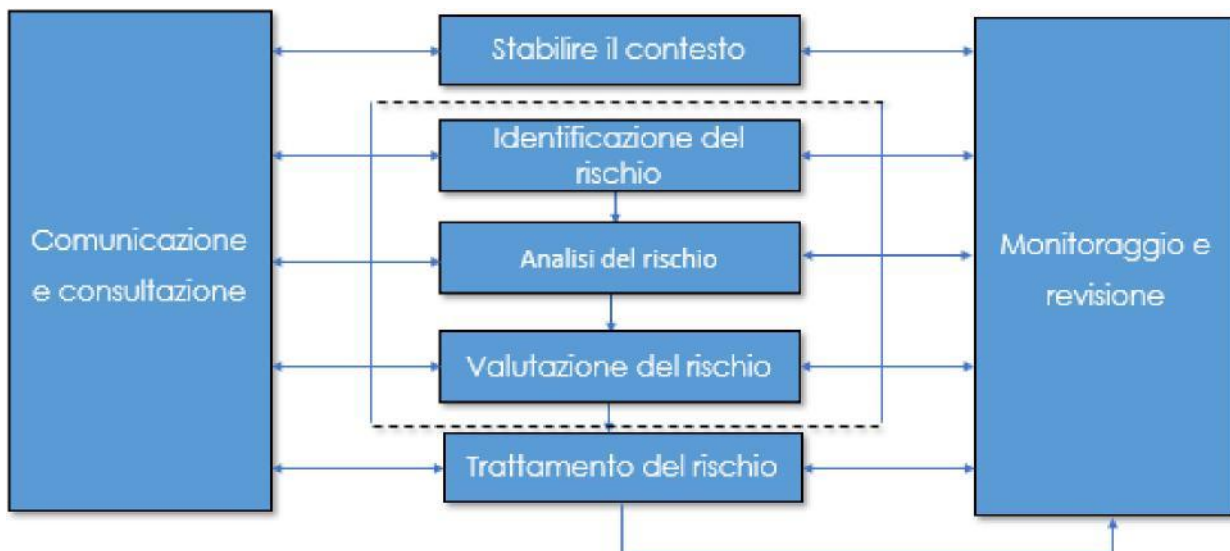 Stabilire il contesto
Identificazione del
rischio
Comunicazione
e consultazione
Analisi del rischio
Monitoraggio e
revisione
Valutazione del rischio
Trattamento del rischio